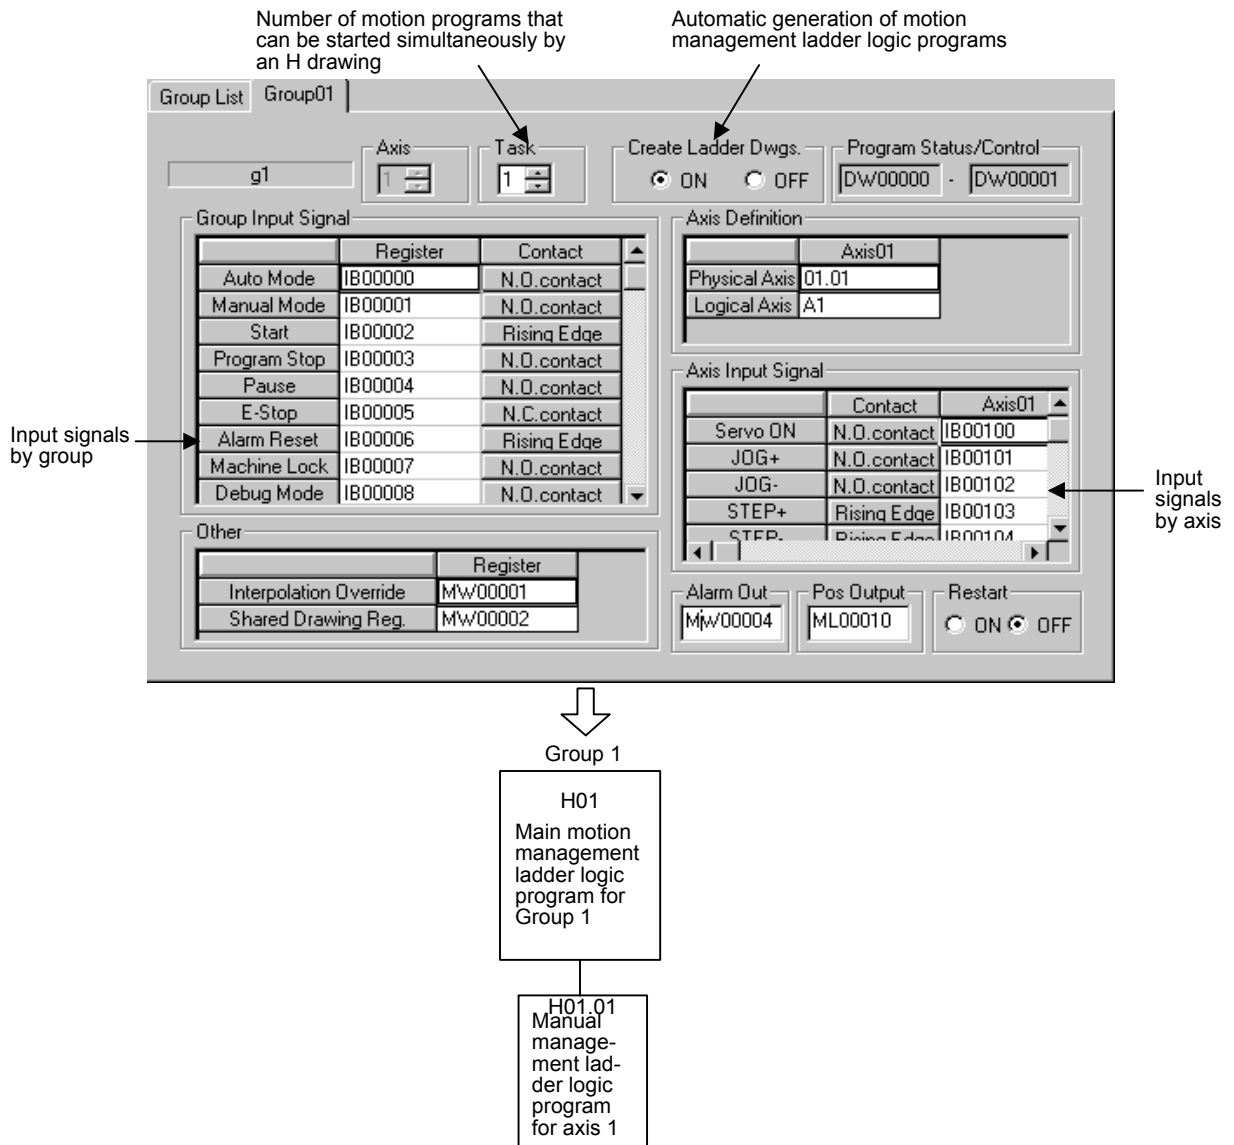 Number of motion programs that
can be started simultaneously by
an H drawing
Automatic generation of motion
management ladder logic programs
Group List Group01
g1
Axis
1
Task
1
Create Ladder Dwgs.
ON OFF
Program Status/Control
DW00000 - DW00001
Group Input Signal
Register Contact
Auto Mode IB00000 N.O.contact
Manual Mode IB00001 N.O.contact
Start IB00002 Rising Edge
Program Stop IB00003 N.O.contact
Pause IB00004 N.O.contact
E-Stop IB00005 N.C.contact
Alarm Reset IB00006 Rising Edge
Machine Lock IB00007 N.O.contact
Debug Mode IB00008 N.O.contact
Input signals
by group
Axis Definition
Axis01
Physical Axis 01.01
Logical Axis A1
Axis Input Signal
Contact Axis01
Servo ON N.O.contact IB00100
JOG+ N.O.contact IB00101
JOG- N.O.contact IB00102
STEP+ Rising Edge IB00103
STEP- Rising Edge IB00104
Input
signals
by axis
Other
Register
Interpolation Override MW00001
Shared Drawing Reg. MW00002
Alarm Out
MW00004
Pos Output
ML00010
Restart
ON OFF
Group 1
H01
Main motion
management
ladder logic
program for
Group 1
H01.01
Manual
manage-
ment lad-
der logic
program
for axis 1